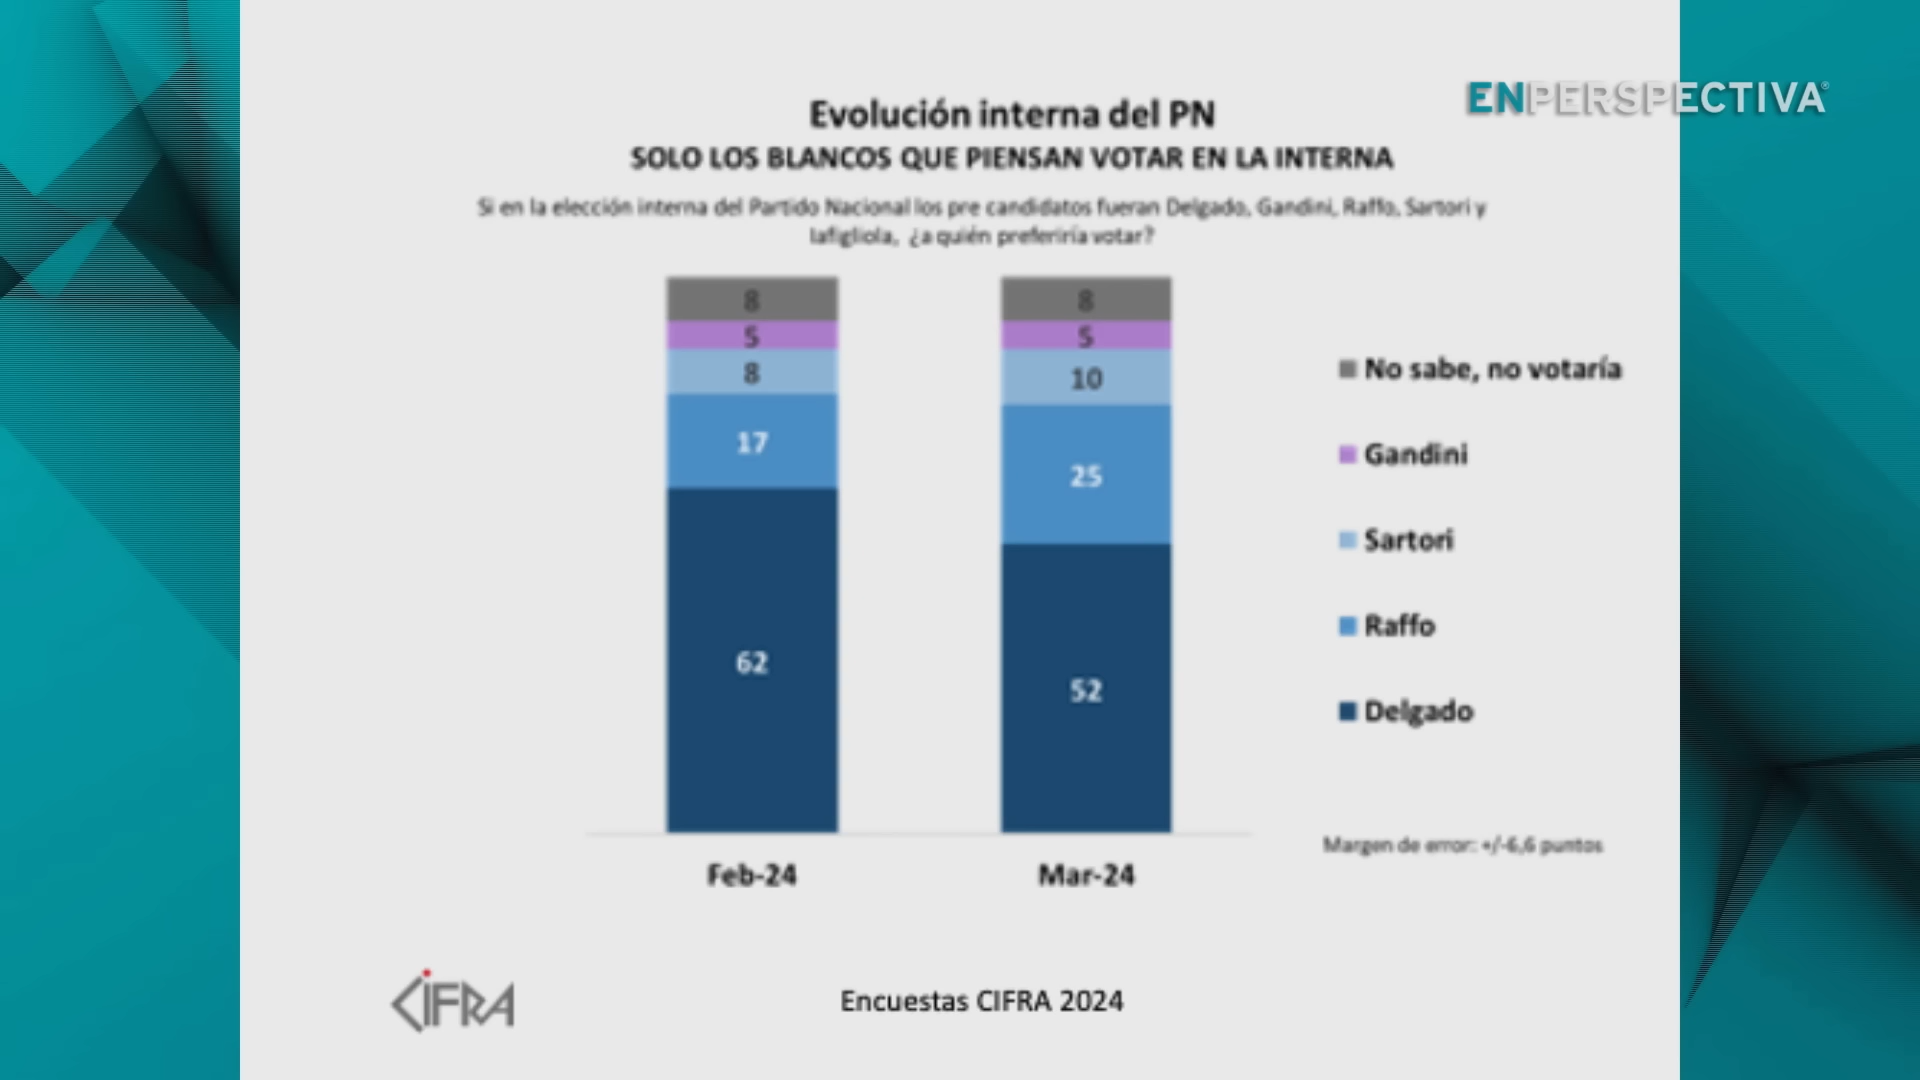 ENPERSPECTIVA®
Evolución interna del PN
SOLO LOS BLANCOS QUE PIENSAN VOTAR EN LA INTERNA
Si en la elección interna del Partido Nacional los pre candidatos fueran Delgado, Gandini, Raffo, Sartori y
Iafigliola, ¿a quién preferiría votar?
8
8
5
5
8
10
17
25
62
52
No sabe, no votaría
Gandini
Sartori
Raffo
Delgado
Margen de error: +/-6,6 puntos
Feb-24
Mar-24
CIFRA
Encuestas CIFRA 2024